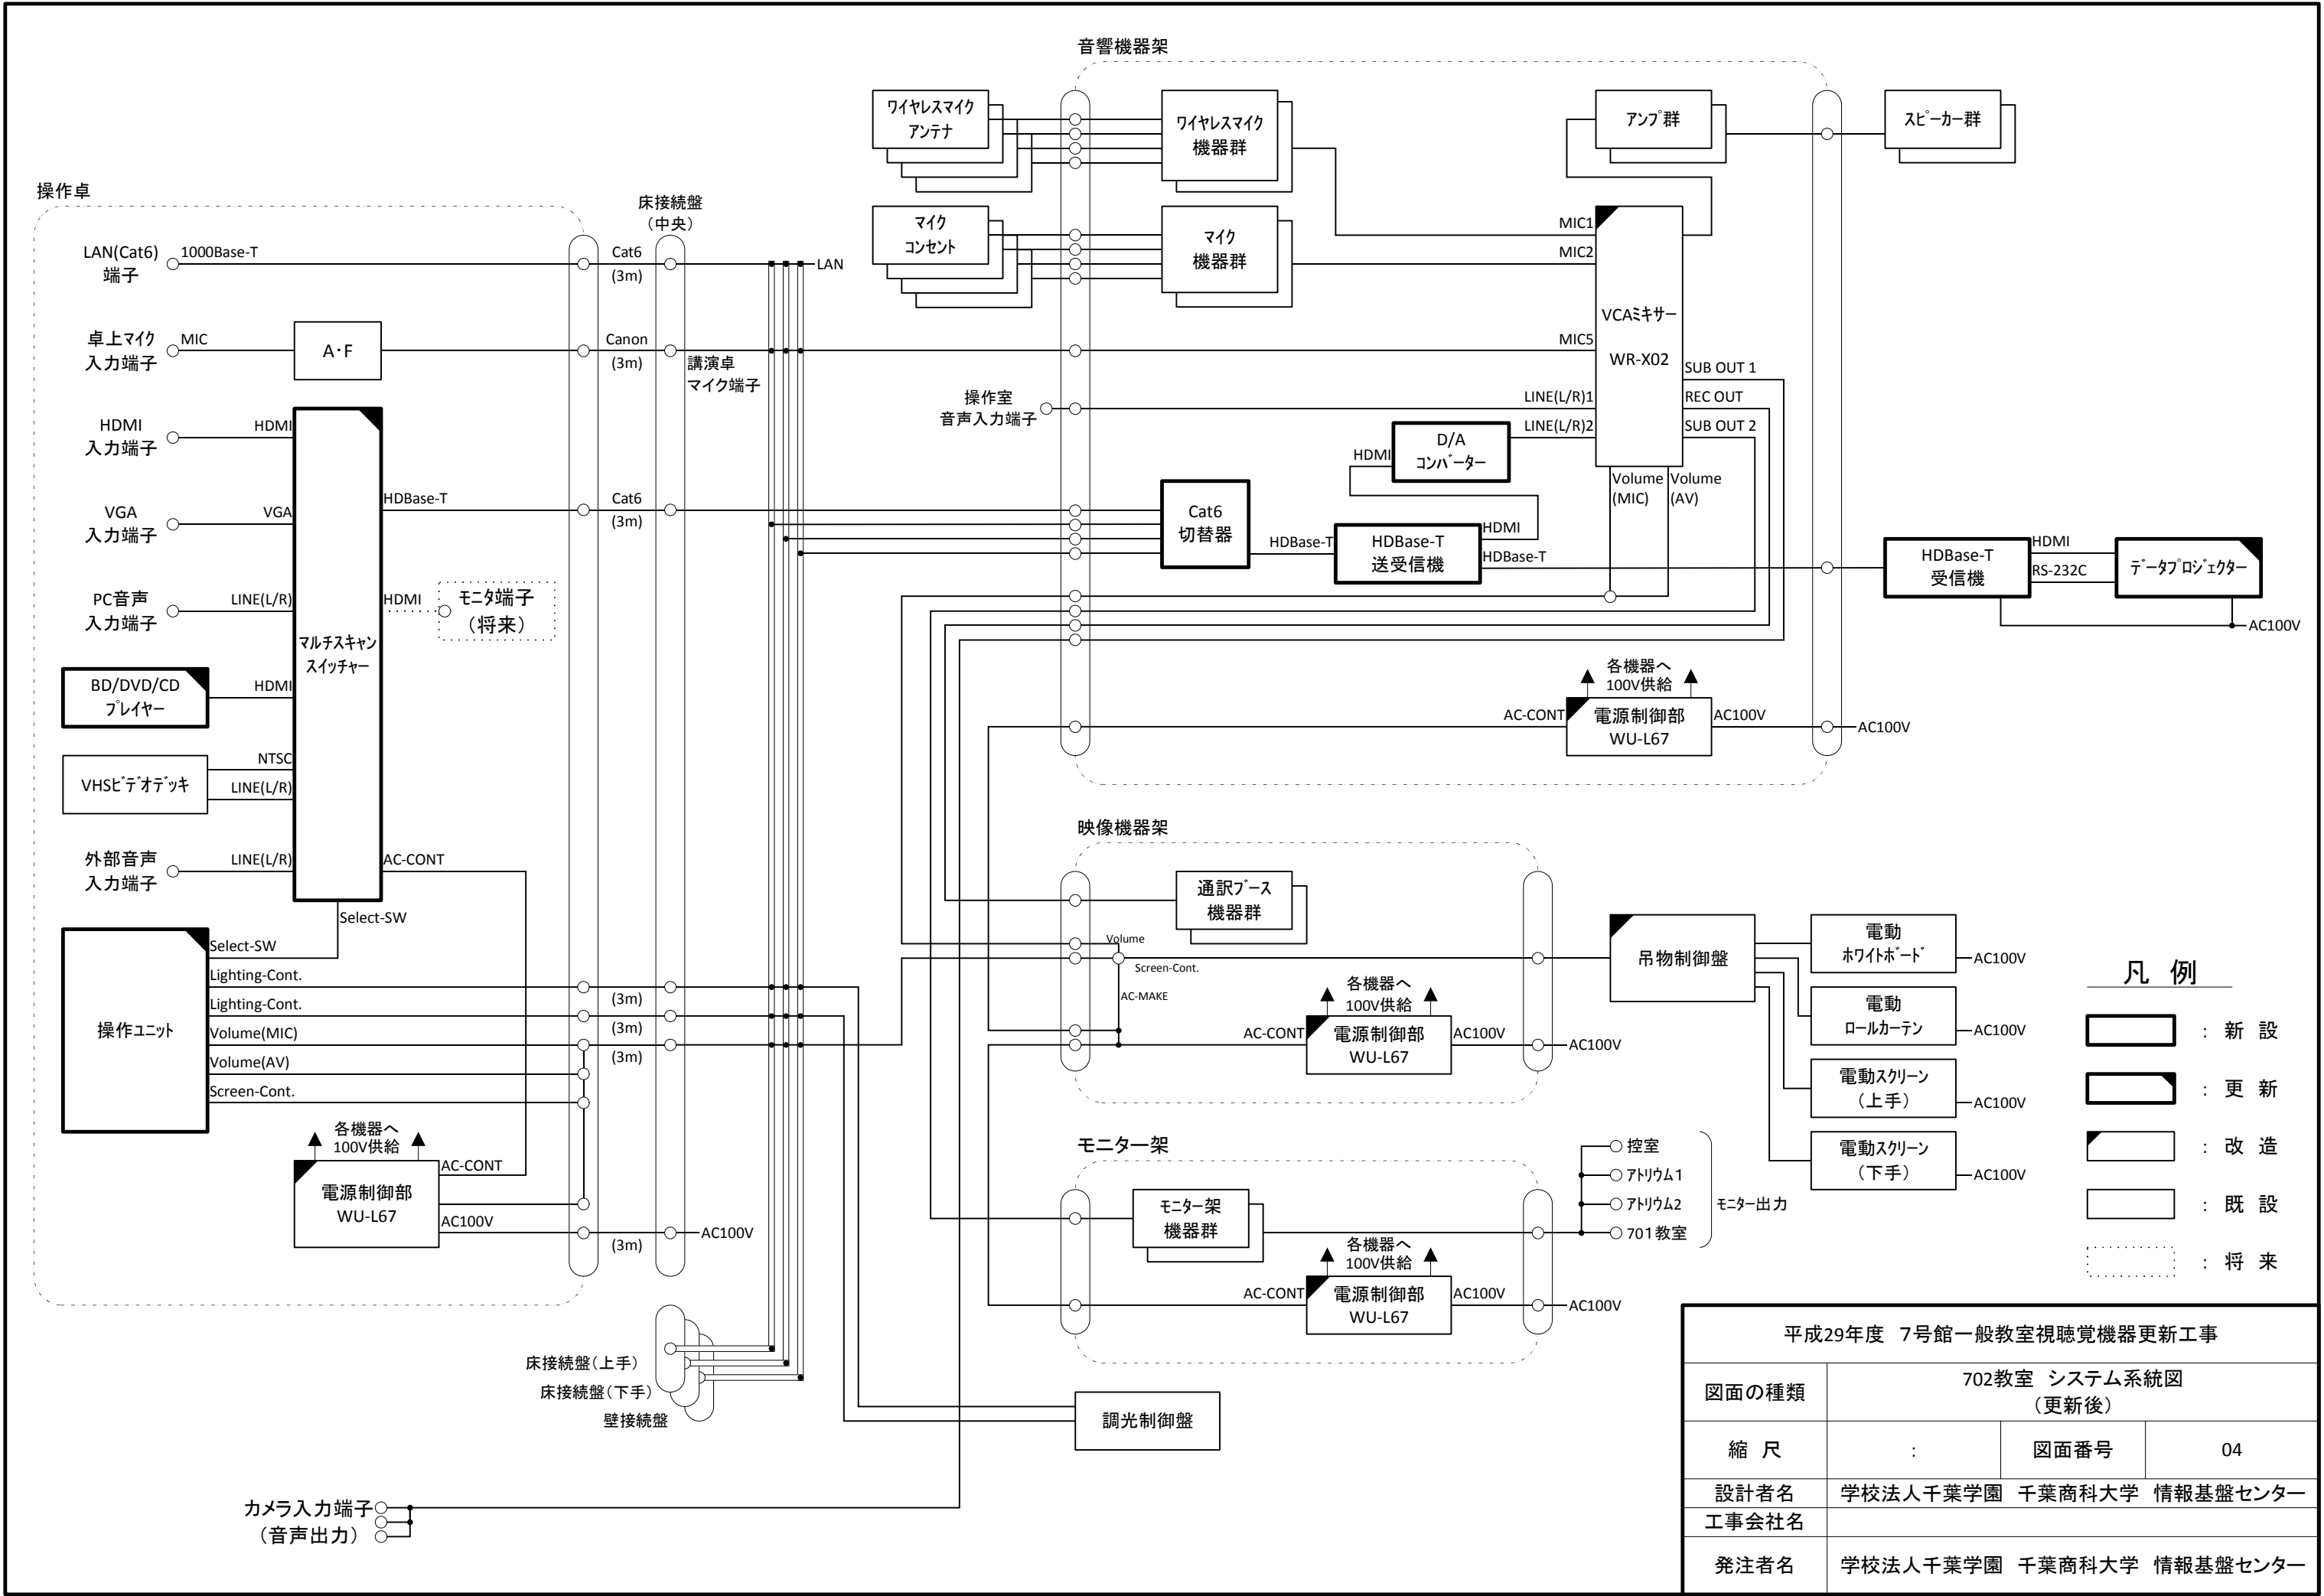 音響機器架
ワイヤレスマイク
アンテナ
ワイヤレスマイク
機器群
アンプ群
スピーカー群
マイク
コンセント
マイク
機器群
MIC1
MIC2
MIC5
LINE(L/R)1
LINE(L/R)2
VCAミキサー
WR-X02
SUB OUT 1
REC OUT
SUB OUT 2
Volume
(MIC)
Volume
(AV)
操作室
音声入力端子
D/A
コンバーター
HDMI
Cat6
切替器
HDBase-T
HDBase-T
送受信機
HDMI
HDBase-T
HDBase-T
受信機
HDMI
RS-232C
データプロジェクター
AC100V
各機器へ
100V供給
AC-CONT
電源制御部
WU-L67
AC100V
AC100V
操作卓
床接続盤
（中央）
LAN(Cat6)
端子
1000Base-T
Cat6
(3m)
LAN
卓上マイク
入力端子
MIC
A・F
Canon
(3m)
講演卓
マイク端子
HDMI
入力端子
HDMI
VGA
入力端子
VGA
HDBase-T
Cat6
(3m)
PC音声
入力端子
LINE(L/R)
HDMI
モニタ端子
（将来）
マルチスキャン
スイッチャー
BD/DVD/CD
プレイヤー
HDMI
VHSビデオデッキ
NTSC
LINE(L/R)
外部音声
入力端子
LINE(L/R)
AC-CONT
Select-SW
操作ユニット
Select-SW
Lighting-Cont.
Lighting-Cont.
Volume(MIC)
Volume(AV)
Screen-Cont.
(3m)
(3m)
(3m)
各機器へ
100V供給
電源制御部
WU-L67
AC-CONT
AC100V
(3m)
AC100V
床接続盤（上手）
床接続盤（下手）
壁接続盤
カメラ入力端子
（音声出力）
映像機器架
通訳ブース
機器群
Volume
Screen-Cont.
AC-MAKE
各機器へ
100V供給
AC-CONT
電源制御部
WU-L67
AC100V
AC100V
吊物制御盤
電動
ホワイトボード
AC100V
電動
ロールカーテン
AC100V
電動スクリーン
（上手）
AC100V
電動スクリーン
（下手）
AC100V
モニター架
モニター架
機器群
各機器へ
100V供給
AC-CONT
電源制御部
WU-L67
AC100V
AC100V
控室
アトリウム1
アトリウム2
701教室
モニター出力
調光制御盤
凡 例
： 新 設
： 更 新
： 改 造
： 既 設
： 将 来
平成29年度 7号館一般教室視聴覚機器更新工事
図面の種類
702教室 システム系統図
（更新後）
縮 尺
：
図面番号
04
設計者名
学校法人千葉学園 千葉商科大学 情報基盤センター
工事会社名
発注者名
学校法人千葉学園 千葉商科大学 情報基盤センター